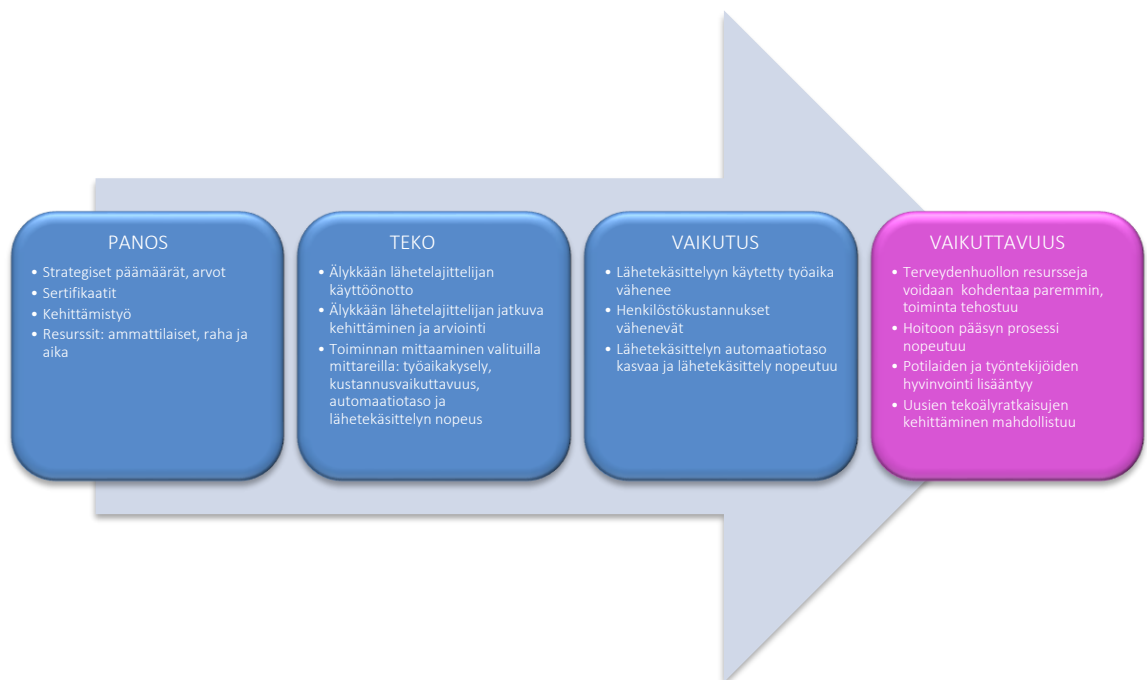 PANOS
• Strategiset päämäärät, arvot
• Sertifikaatit
• Kehittämistyö
• Resurssit: ammattilaiset, raha ja
aika
TEKO
• Älykkään lähetelajittelijan
käyttöönotto
• Älykkään lähetelajittelijan jatkuva
kehittäminen ja arviointi
• Toiminnan mittaaminen valituilla
mittareilla: työaikakysely,
kustannusvaikuttavuus,
automaatiotaso ja
lähetekäsittelyn nopeus
VAIKUTUS
• Lähetekäsittelyyn käytetty työaika
vähenee
• Henkilöstökustannukset
vähenevät
• Lähetekäsittelyn automaatiotaso
kasvaa ja lähetekäsittely nopeutuu
VAIKUTTAVUUS
• Terveydenhuollon resursseja
voidaan kohdentaa paremmin,
toiminta tehostuu
• Hoitoon pääsyn prosessi
nopeutuu
• Potilaiden ja työntekijöiden
hyvinvointi lisääntyy
• Uusien tekoälyratkaisujen
kehittäminen mahdollistuu